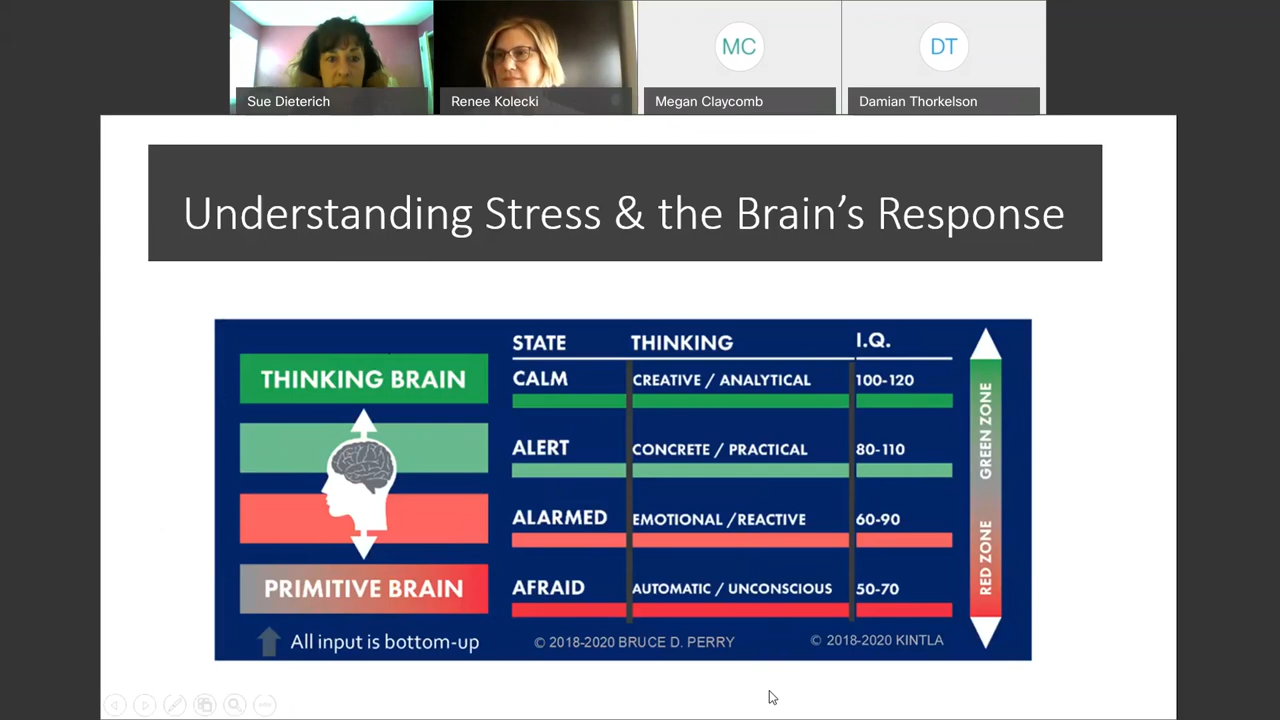 MC
DT
Sue Dieterich
Renee Kolecki
Megan Claycomb
Damian Thorkelson
Understanding Stress & the Brain's Response
STATE THINKING I.Q.
THINKING BRAIN
CALM CREATIVE / ANALYTICAL 100-120
ALERT CONCRETE / PRACTICAL 80-110
ALARMED EMOTIONAL /REACTIVE 60-90
PRIMITIVE BRAIN
AFRAID AUTOMATIC / UNCONSCIOUS 50-70
GREEN ZONE
RED ZONE
All input is bottom-up
© 2018-2020 BRUCE D. PERRY
© 2018-2020 KINTLA